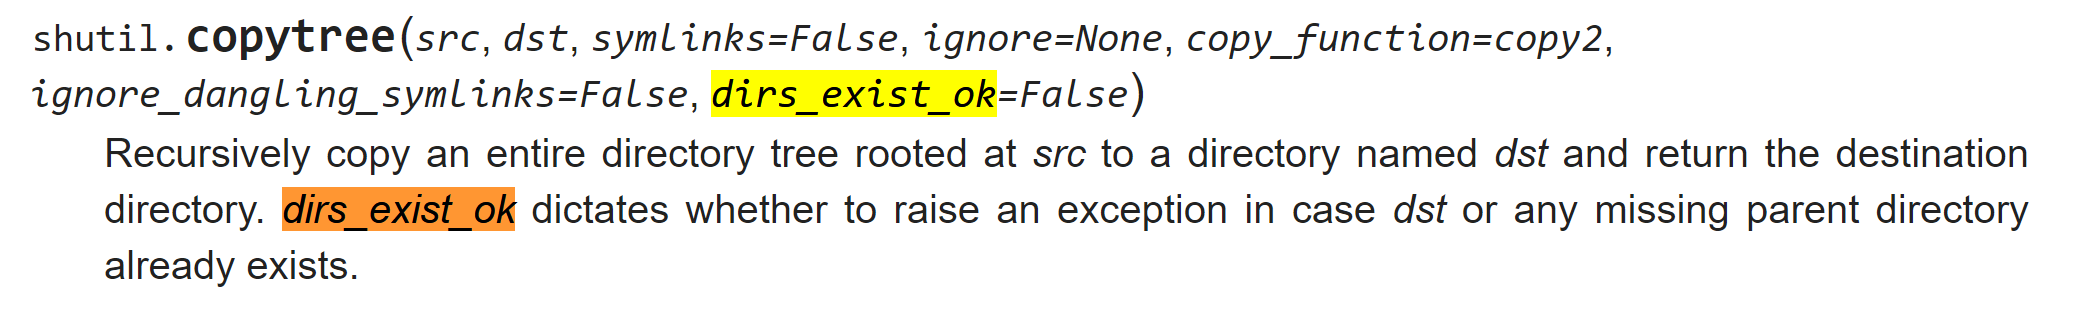 shutil.copytree(src, dst, symlinks=False, ignore=None, copy_function=copy2,
ignore_dangling_symlinks=False, dirs_exist_ok=False)
Recursively copy an entire directory tree rooted at src to a directory named dst and return the destination
directory. dirs_exist_ok dictates whether to raise an exception in case dst or any missing parent directory
already exists.